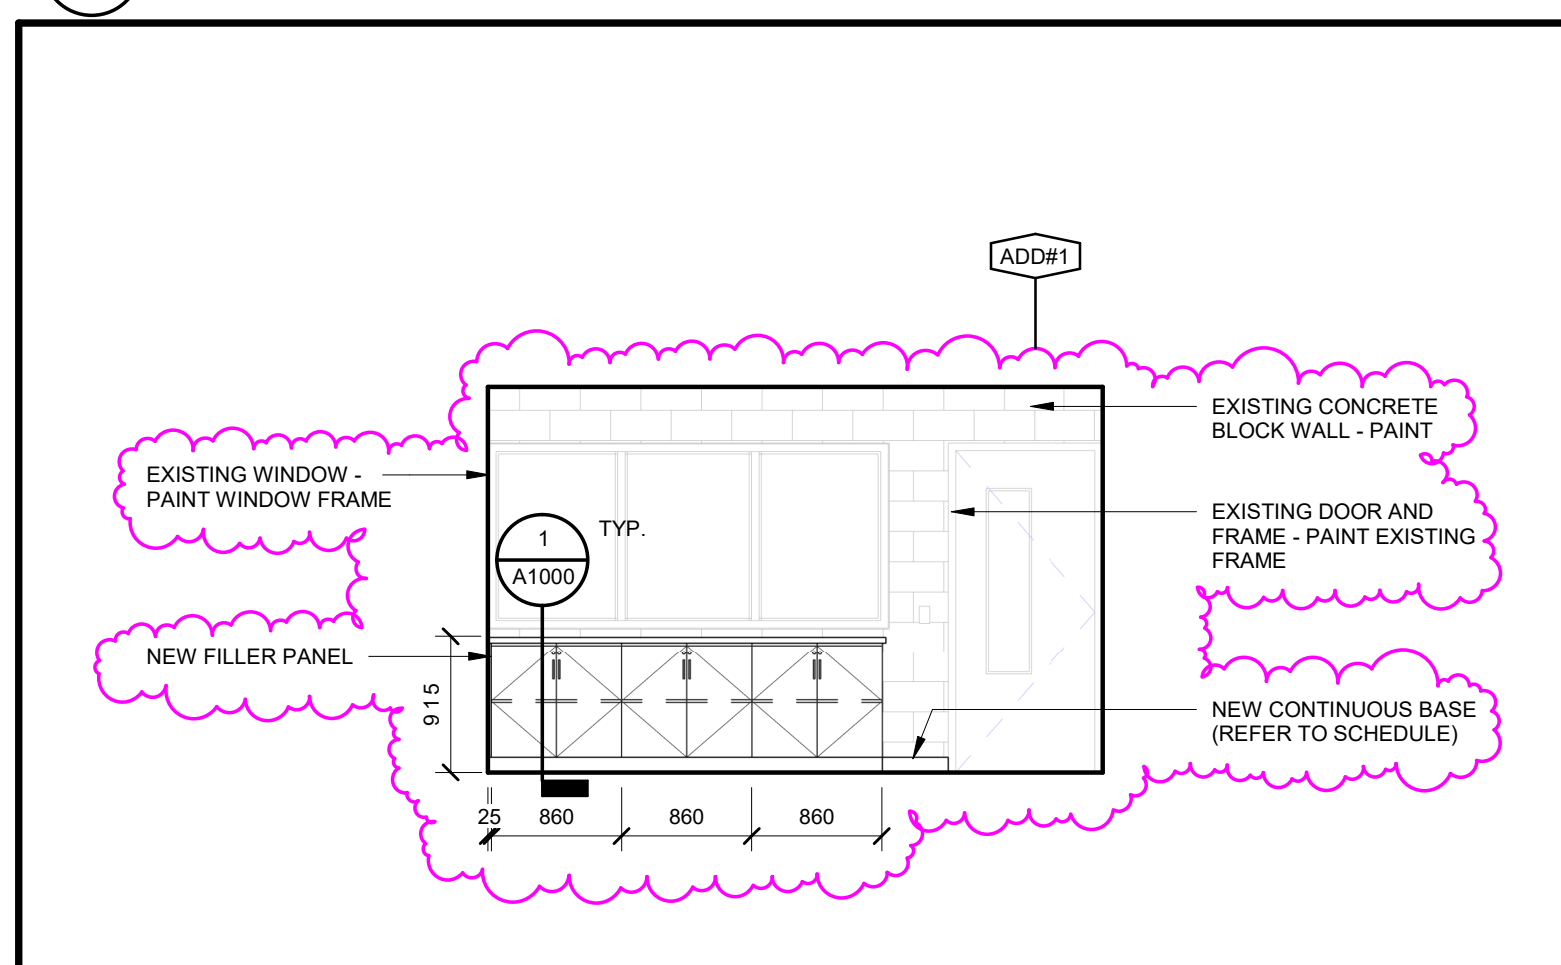 ADD#1
EXISTING CONCRETE
BLOCK WALL - PAINT
EXISTING WINDOW -
PAINT WINDOW FRAME
EXISTING DOOR AND
FRAME - PAINT EXISTING
FRAME
1
A1000
TYP.
NEW FILLER PANEL
915
NEW CONTINUOUS BASE
(REFER TO SCHEDULE)
25
860
860
860